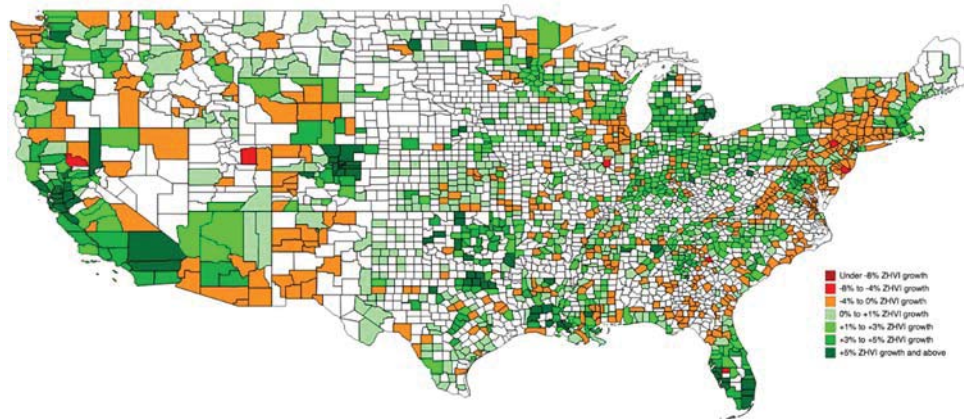 Under -8% ZHVI growth
-8% to -4% ZHVI growth
-4% to 0% ZHVI growth
0% to +1% ZHVI growth
+1% to +3% ZHVI growth
+3% to +5% ZHVI growth
+5% ZHVI growth and above